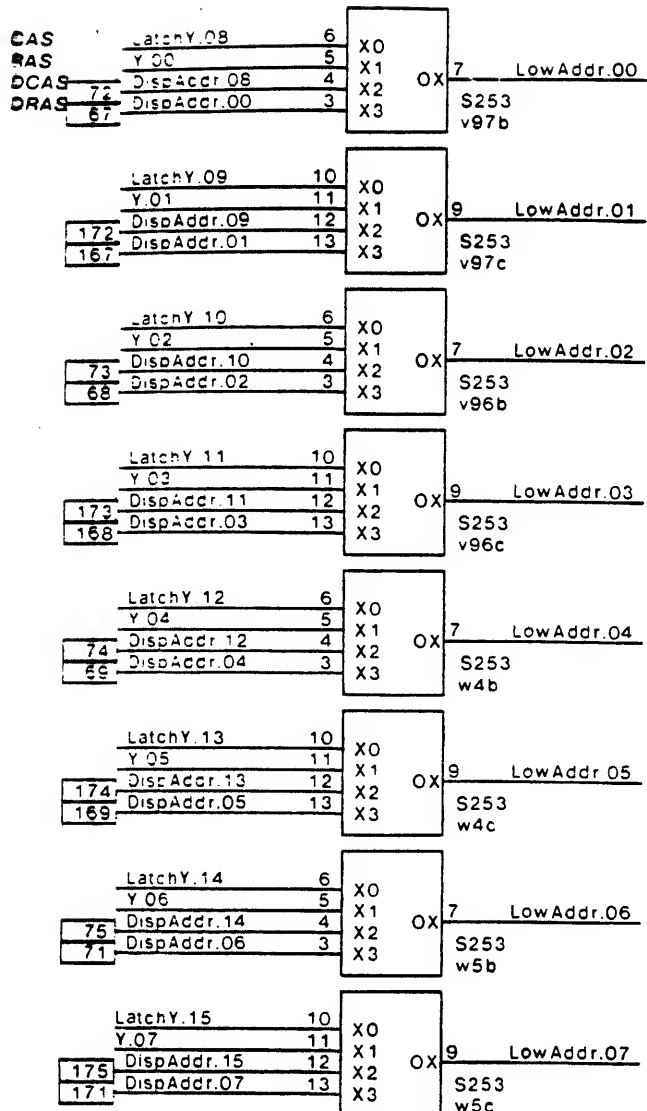 CAS LatchY.08 6 X0
RAS Y.00 5 X1
DCAS 72 DispAddr.08 4 X2 OX 7 LowAddr.00
DRAS 67 DispAddr.00 3 X3
S253
v97b
LatchY.09 10 X0
Y.01 11 X1
172 DispAddr.09 12 X2 OX 9 LowAddr.01
167 DispAddr.01 13 X3
S253
v97c
LatchY.10 6 X0
Y.02 5 X1
73 DispAddr.10 4 X2 OX 7 LowAddr.02
68 DispAddr.02 3 X3
S253
v96b
LatchY.11 10 X0
Y.03 11 X1
173 DispAddr.11 12 X2 OX 9 LowAddr.03
168 DispAddr.03 13 X3
S253
v96c
LatchY.12 6 X0
Y.04 5 X1
74 DispAddr.12 4 X2 OX 7 LowAddr.04
69 DispAddr.04 3 X3
S253
w4b
LatchY.13 10 X0
Y.05 11 X1
174 DispAddr.13 12 X2 OX 9 LowAddr.05
169 DispAddr.05 13 X3
S253
w4c
LatchY.14 6 X0
Y.06 5 X1
75 DispAddr.14 4 X2 OX 7 LowAddr.06
71 DispAddr.06 3 X3
S253
w5b
LatchY.15 10 X0
Y.07 11 X1
175 DispAddr.15 12 X2 OX 9 LowAddr.07
171 DispAddr.07 13 X3
S253
w5c